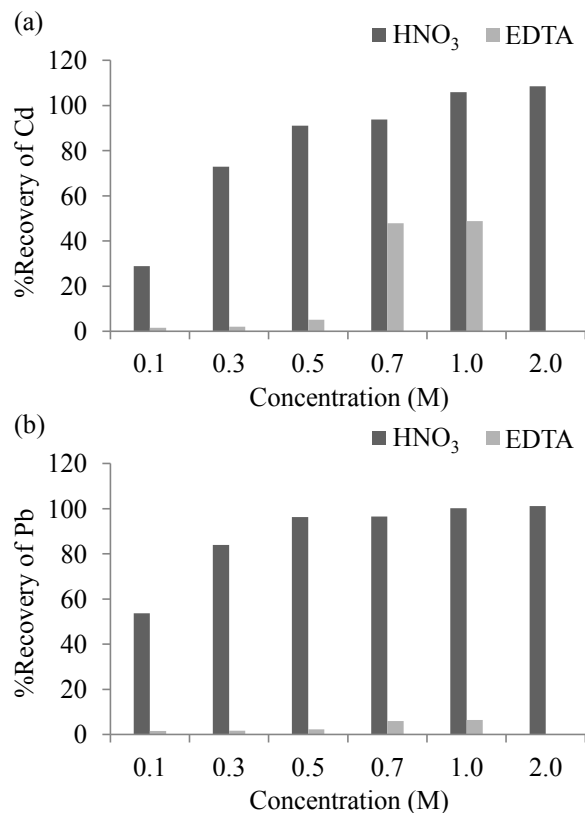 (a)
HNO₃ EDTA
%Recovery of Cd
120
100
80
60
40
20
0
0.1 0.3 0.5 0.7 1.0 2.0
Concentration (M)
(b)
HNO₃ EDTA
%Recovery of Pb
120
100
80
60
40
20
0
0.1 0.3 0.5 0.7 1.0 2.0
Concentration (M)